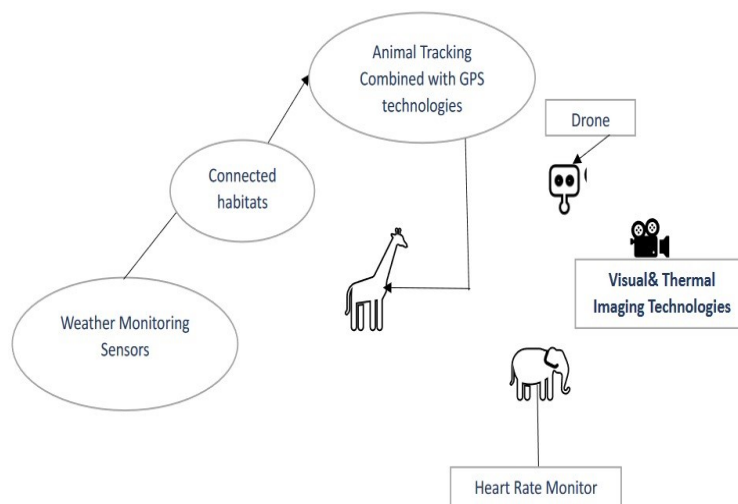 Animal Tracking
Combined with GPS
technologies
Drone
Connected
habitats
Visual& Thermal
Imaging Technologies
Weather Monitoring
Sensors
Heart Rate Monitor